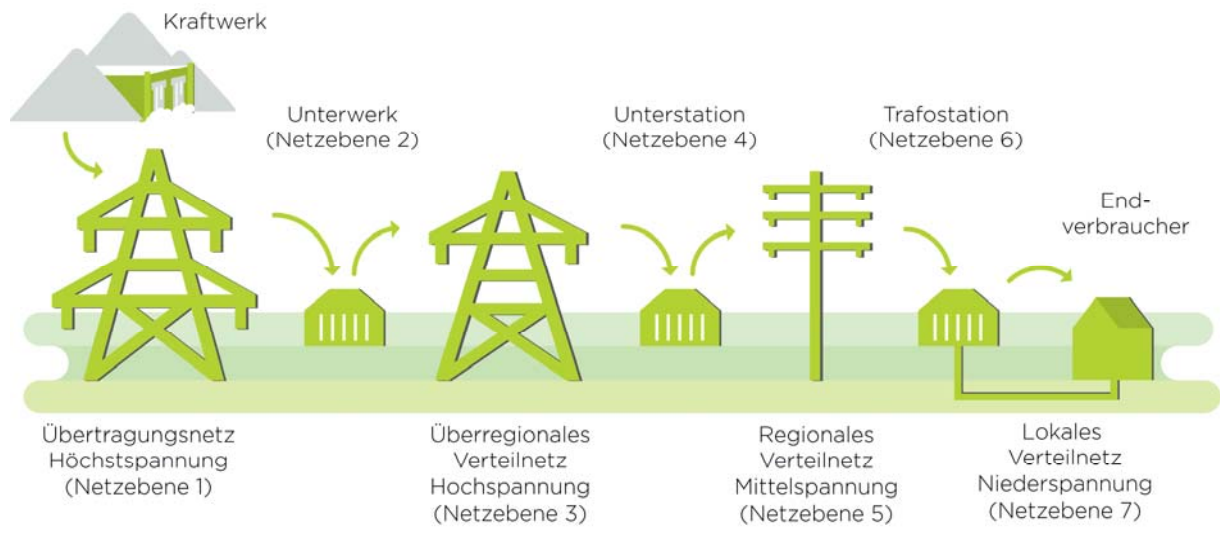 Kraftwerk
Unterwerk
(Netzebene 2)
Unterstation
(Netzebene 4)
Trafostation
(Netzebene 6)
End-
verbraucher
Übertragungsnetz
Höchstspannung
(Netzebene 1)
Überregionales
Verteilnetz
Hochspannung
(Netzebene 3)
Regionales
Verteilnetz
Mittelspannung
(Netzebene 5)
Lokales
Verteilnetz
Niederspannung
(Netzebene 7)